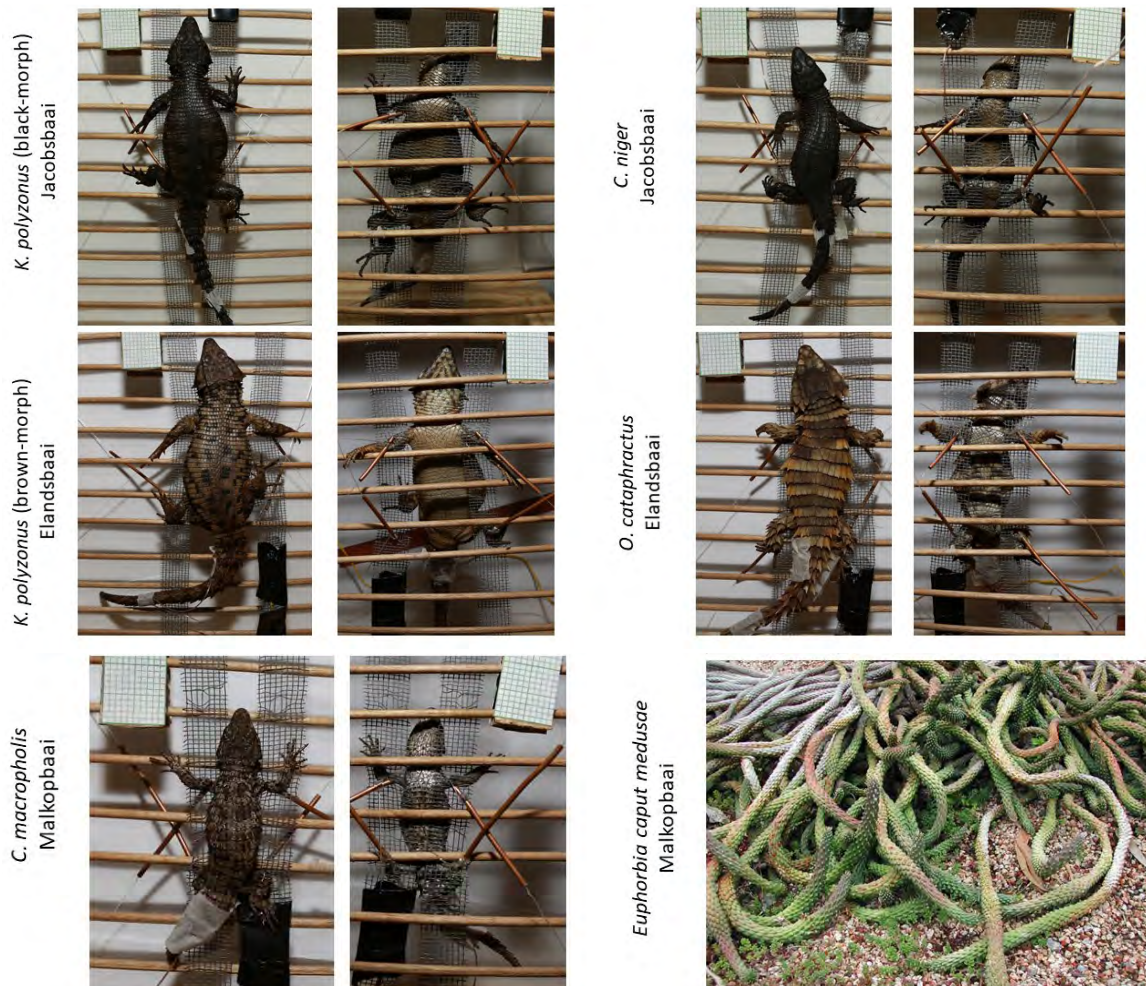 K. polyzonus (black-morph)
Jacobsbaai
C. niger
Jacobsbaai
K. polyzonus (brown-morph)
Elandsbaai
O. cataphractus
Elandsbaai
C. macropholis
Malkopbaai
Euphorbia caput medusae
Malkopbaai